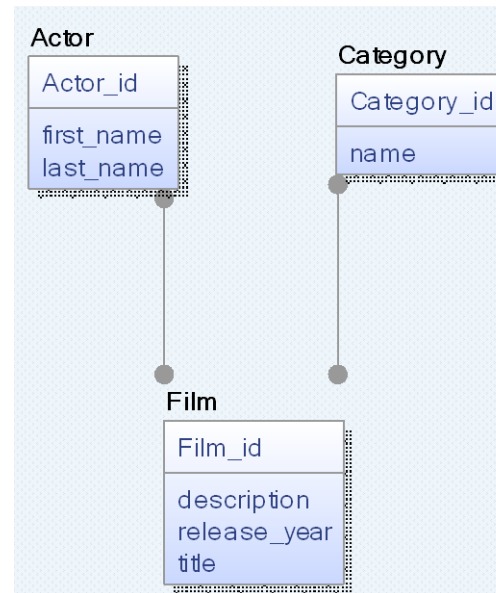 Actor
Actor_id
first_name
last_name
Category
Category_id
name
Film
Film_id
description
release_year
title